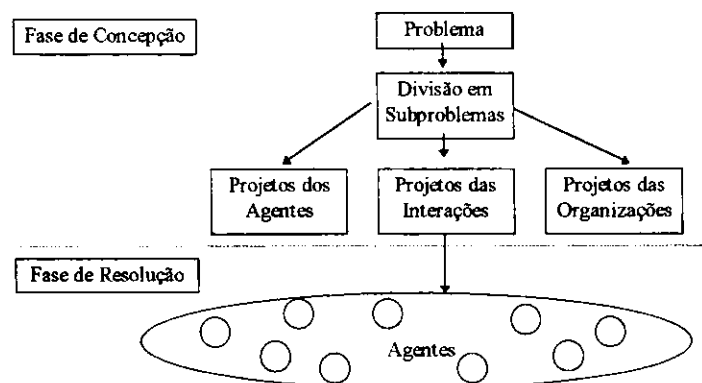 Fase de Concepção
Problema
Divisão em
Subproblemas
Projetos dos
Agentes
Projetos das
Interações
Projetos das
Organizações
Fase de Resolução
Agentes